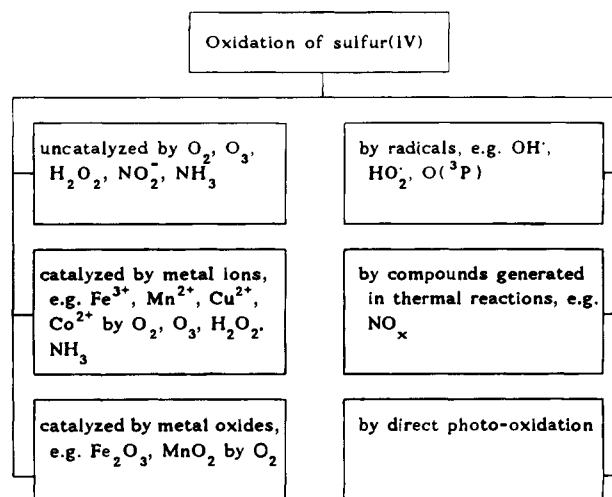 Oxidation of sulfur(IV)
uncatalyzed by O₂, O₃,
H₂O₂, NO₂⁻, NH₃
catalyzed by metal ions,
e.g. Fe³⁺, Mn²⁺, Cu²⁺,
Co²⁺ by O₂, O₃, H₂O₂.
NH₃
catalyzed by metal oxides,
e.g. Fe₂O₃, MnO₂ by O₂
by radicals, e.g. OH·,
HO₂·, O(³P)
by compounds generated
in thermal reactions, e.g.
NOₓ
by direct photo-oxidation